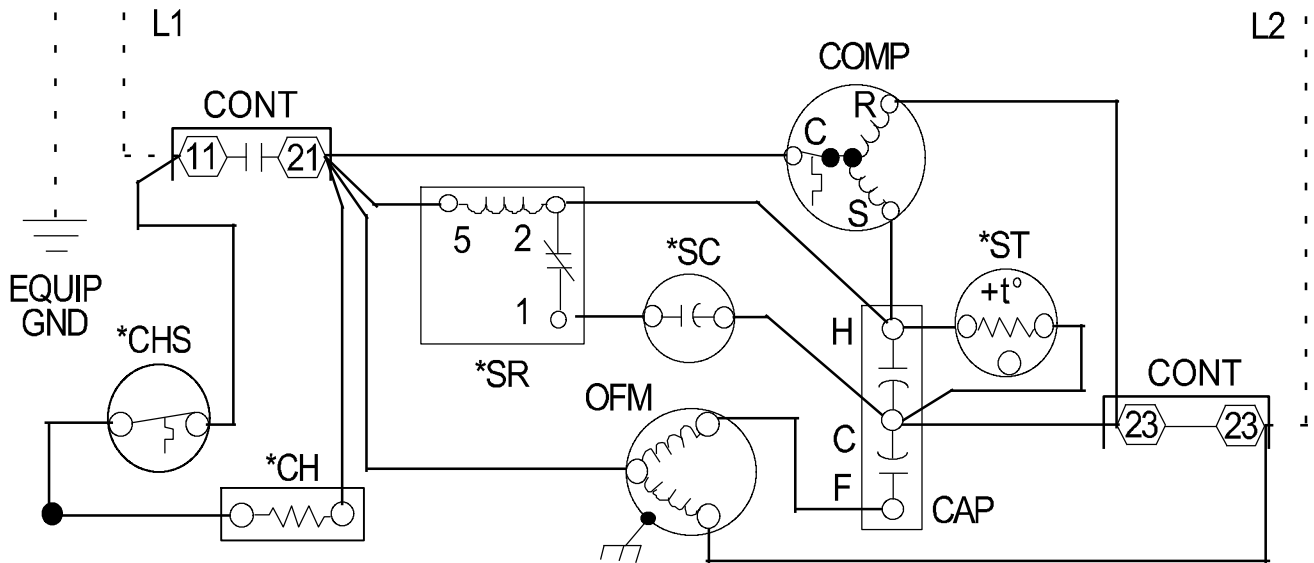 L1
L2
COMP
CONT
R
C
11
21
S
5
2
*SC
*ST
+t°
EQUIP
GND
1
H
*CHS
*SR
CONT
OFM
C
23
23
*CH
F
CAP